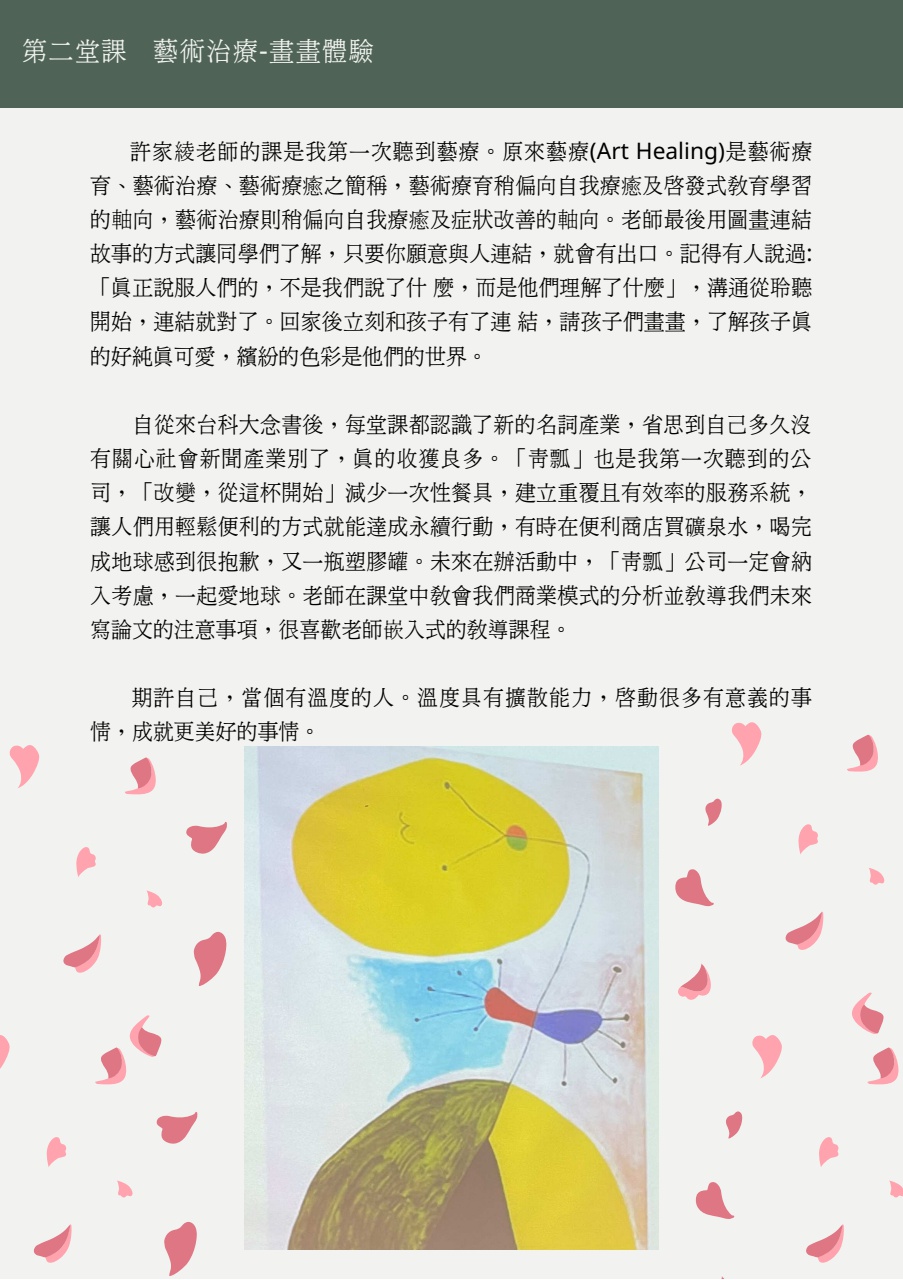 第二堂課　藝術治療-畫畫體驗
許家綾老師的課是我第一次聽到藝療。原來藝療(Art Healing)是藝術療
育、藝術治療、藝術療癒之簡稱，藝術療育稍偏向自我療癒及啓發式教育學習
的軸向，藝術治療則稍偏向自我療癒及症狀改善的軸向。老師最後用圖畫連結
故事的方式讓同學們了解，只要你願意與人連結，就會有出口。記得有人說過:
「真正說服人們的，不是我們說了什 麼，而是他們理解了什麼」，溝通從聆聽
開始，連結就對了。回家後立刻和孩子有了連 結，請孩子們畫畫，了解孩子真
的好純真可愛，繽紛的色彩是他們的世界。
自從來台科大念書後，每堂課都認識了新的名詞產業，省思到自己多久沒
有關心社會新聞產業別了，真的收獲良多。「青瓢」也是我第一次聽到的公
司，「改變，從這杯開始」減少一次性餐具，建立重覆且有效率的服務系統，
讓人們用輕鬆便利的方式就能達成永續行動，有時在便利商店買礦泉水，喝完
成地球感到很抱歉，又一瓶塑膠罐。未來在辦活動中，「青瓢」公司一定會納
入考慮，一起愛地球。老師在課堂中教會我們商業模式的分析並教導我們未來
寫論文的注意事項，很喜歡老師嵌入式的教導課程。
期許自己，當個有溫度的人。溫度具有擴散能力，啓動很多有意義的事
情，成就更美好的事情。